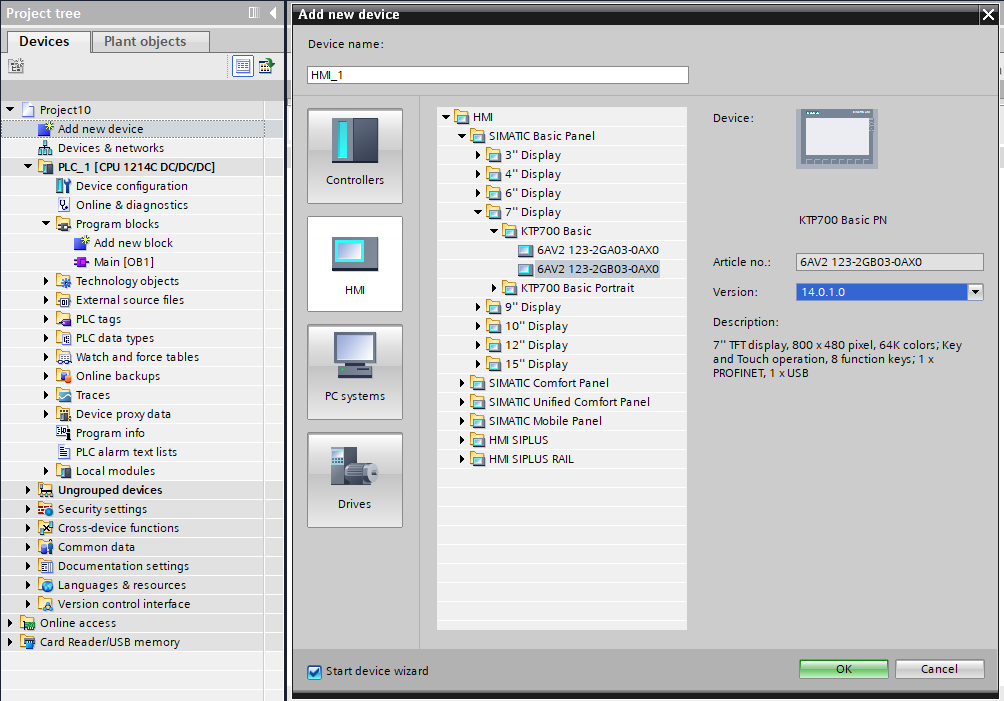 Project tree
Devices
Plant objects
Project10
Add new device
Devices & networks
PLC_1 [CPU 1214C DC/DC/DC]
Device configuration
Online & diagnostics
Program blocks
Add new block
Main [OB1]
Technology objects
External source files
PLC tags
PLC data types
Watch and force tables
Online backups
Traces
Device proxy data
Program info
PLC alarm text lists
Local modules
Ungrouped devices
Security settings
Cross-device functions
Common data
Documentation settings
Languages & resources
Version control interface
Online access
Card Reader/USB memory
Add new device
Device name:
HMI_1
Controllers
HMI
PC systems
Drives
HMI
SIMATIC Basic Panel
3'' Display
4'' Display
6'' Display
7'' Display
KTP700 Basic
6AV2 123-2GA03-0AX0
6AV2 123-2GB03-0AX0
KTP700 Basic Portrait
9'' Display
10'' Display
12'' Display
15'' Display
SIMATIC Comfort Panel
SIMATIC Unified Comfort Panel
SIMATIC Mobile Panel
HMI SIPLUS
HMI SIPLUS RAIL
Device:
KTP700 Basic PN
Article no.:
6AV2 123-2GB03-0AX0
Version:
14.0.1.0
Description:
7'' TFT display, 800 x 480 pixel, 64K colors; Key
and Touch operation, 8 function keys; 1 x
PROFINET, 1 x USB
Start device wizard
OK
Cancel